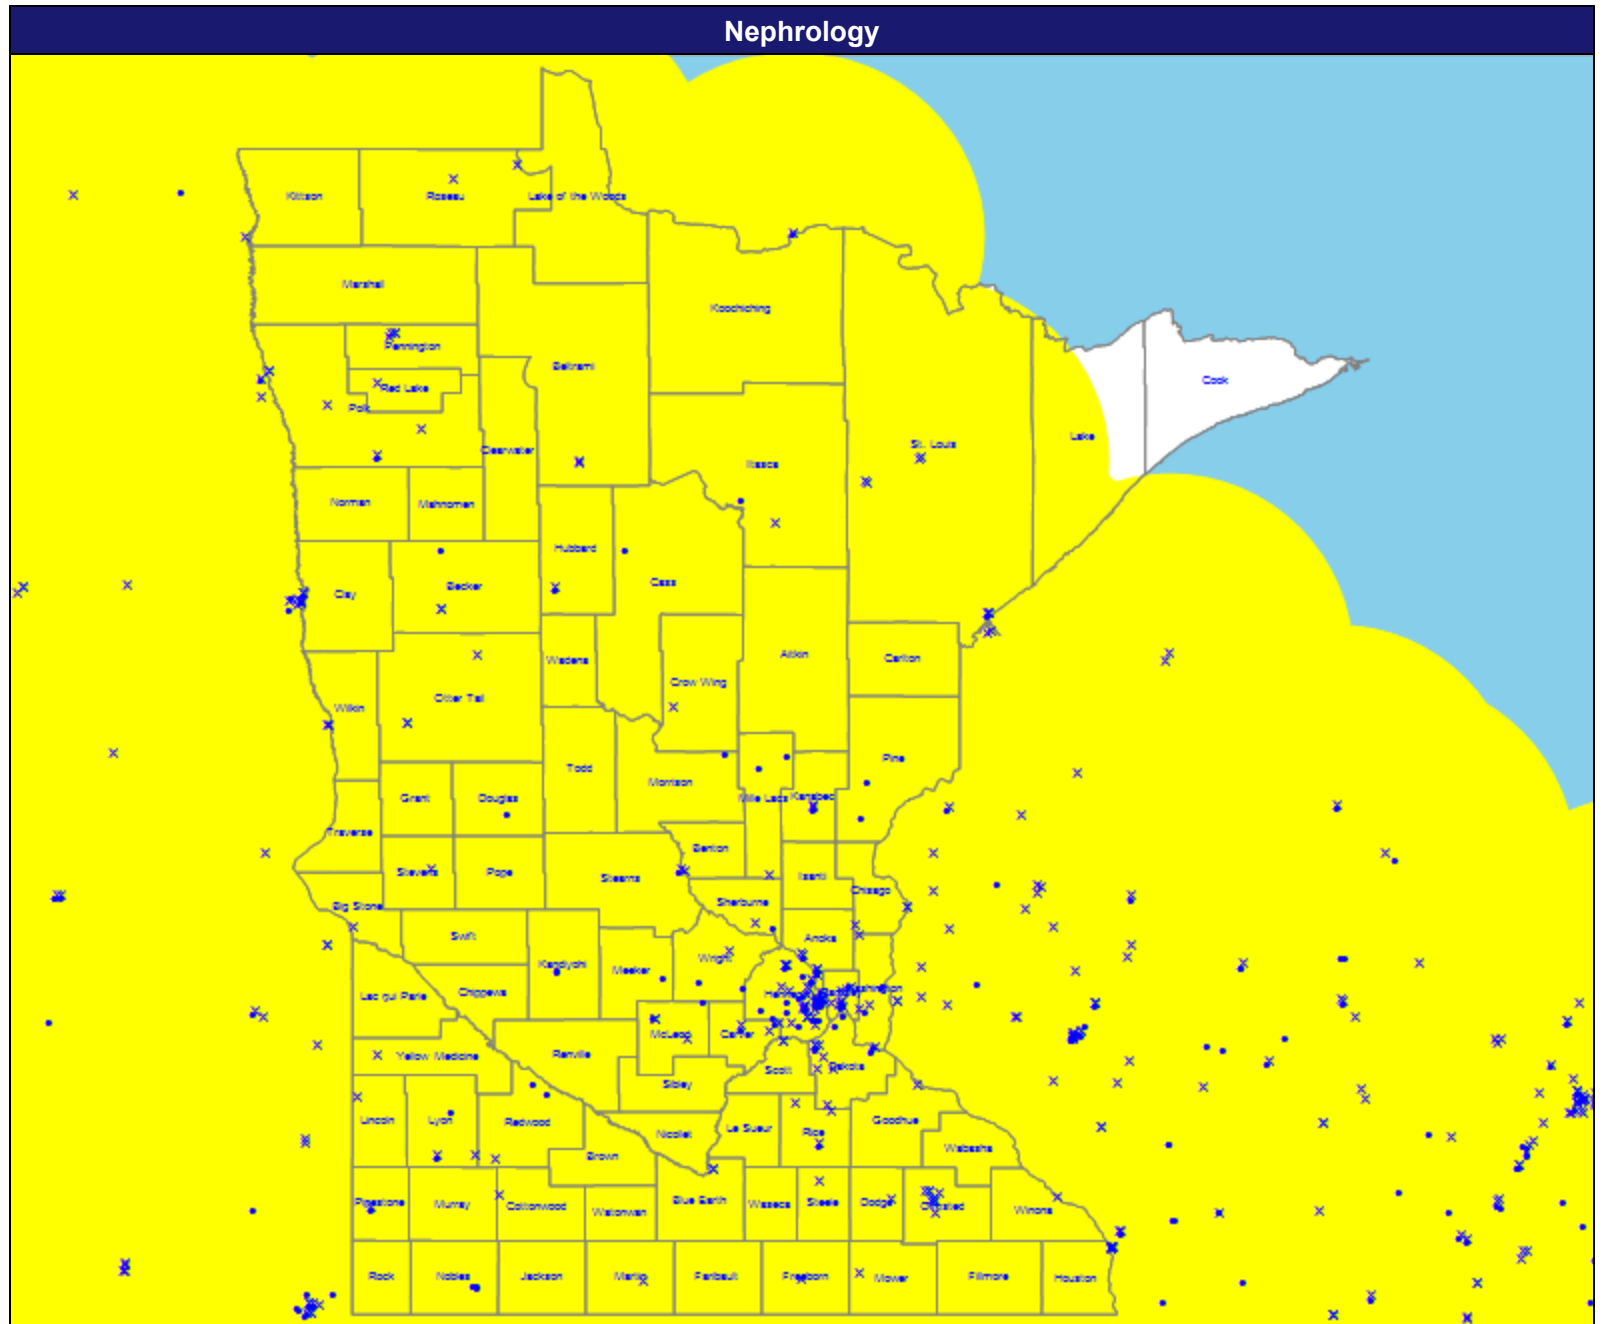 Nephrology
Kittson
Roseau
Lake of the Woods
Marshall
Koochiching
Pennington
Beltrami
Cook
Red Lake
Polk
Lake
St. Louis
Clearwater
Itasca
Norman
Mahnomen
Hubbard
Cass
Clay
Becker
Aitkin
Carlton
Wadena
Crow Wing
Otter Tail
Wilkin
Pine
Todd
Morrison
Grant
Douglas
Mille Lacs
Kanabec
Traverse
Benton
Stevens
Pope
Stearns
Isanti
Chisago
Big Stone
Sherburne
Swift
Anoka
Wright
Kandiyohi
Meeker
Chippewa
Lac qui Parle
McLeod
Carver
Yellow Medicine
Renville
Scott
Dakota
Sibley
Lincoln
Lyon
Redwood
Le Sueur
Rice
Goodhue
Nicollet
Brown
Wabasha
Pipestone
Murray
Cottonwood
Watonwan
Blue Earth
Waseca
Steele
Dodge
Olmsted
Winona
Rock
Nobles
Jackson
Martin
Faribault
Freeborn
Mower
Fillmore
Houston